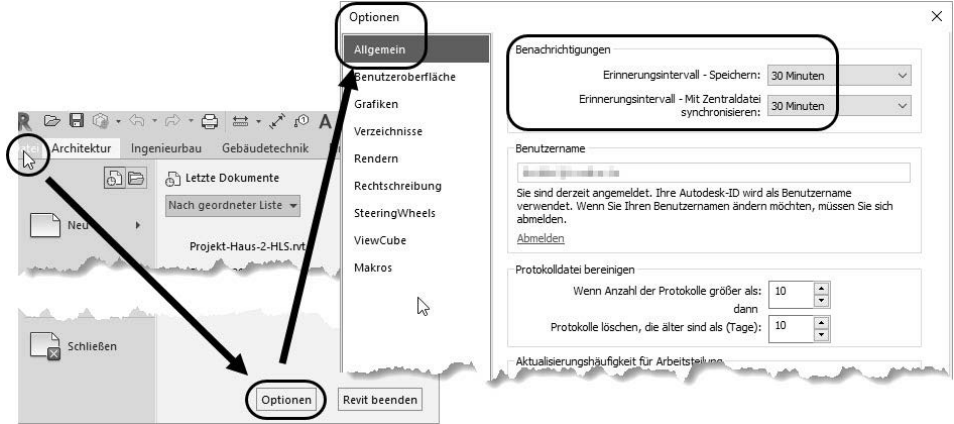 Optionen
Allgemein
Benutzeroberfläche
Grafiken
Verzeichnisse
Rendern
Rechtschreibung
SteeringWheels
ViewCube
Makros
Benachrichtigungen
Erinnerungsintervall - Speichern: 30 Minuten
Erinnerungsintervall - Mit Zentraldatei
synchronisieren: 30 Minuten
Benutzername
Sie sind derzeit angemeldet. Ihre Autodesk-ID wird als Benutzername
verwendet. Wenn Sie Ihren Benutzernamen ändern möchten, müssen Sie sich
abmelden.
Abmelden
Protokolldatei bereinigen
Wenn Anzahl der Protokolle größer als: 10
dann
Protokolle löschen, die älter sind als (Tage): 10
Aktualisierungshäufigkeit für Arbeitsteilung
R A
Architektur Ingenieurbau Gebäudetechnik
Letzte Dokumente
Nach geordneter Liste
Neu
Projekt-Haus-2-HLS.rvt
Schließen
Optionen
Revit beenden